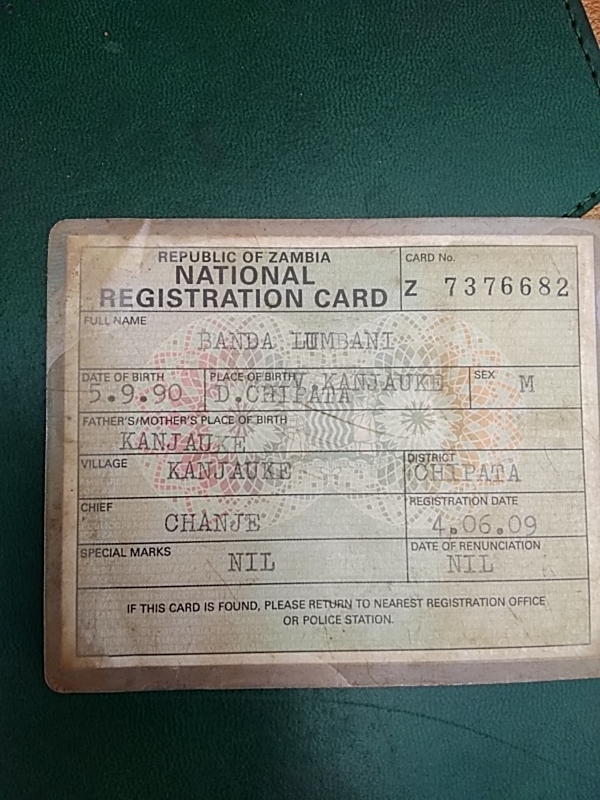 REPUBLIC OF ZAMBIA
NATIONAL
REGISTRATION CARD
CARD No.
Z 7376682
FULL NAME
BANDA LUMBANI
DATE OF BIRTH
5.9.90
PLACE OF BIRTH
V.KANJAUKE
D.CHIPATA
SEX
M
FATHER'S/MOTHER'S PLACE OF BIRTH
KANJAUKE
VILLAGE
KANJAUKE
DISTRICT
CHIPATA
CHIEF
CHANJE
REGISTRATION DATE
4.06.09
SPECIAL MARKS
NIL
DATE OF RENUNCIATION
NIL
IF THIS CARD IS FOUND, PLEASE RETURN TO NEAREST REGISTRATION OFFICE
OR POLICE STATION.